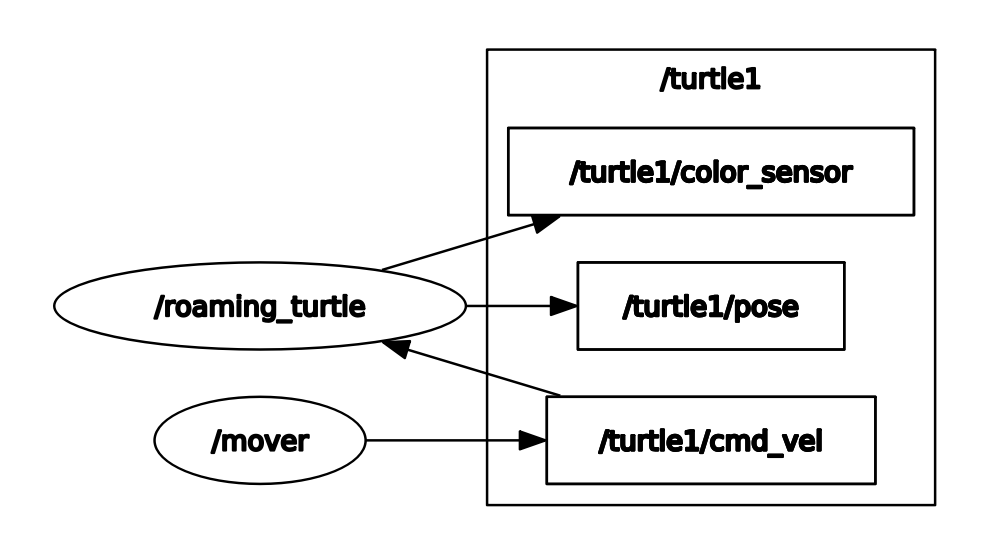 /turtle1
/turtle1/color_sensor
/roaming_turtle
/turtle1/pose
/mover
/turtle1/cmd_vel